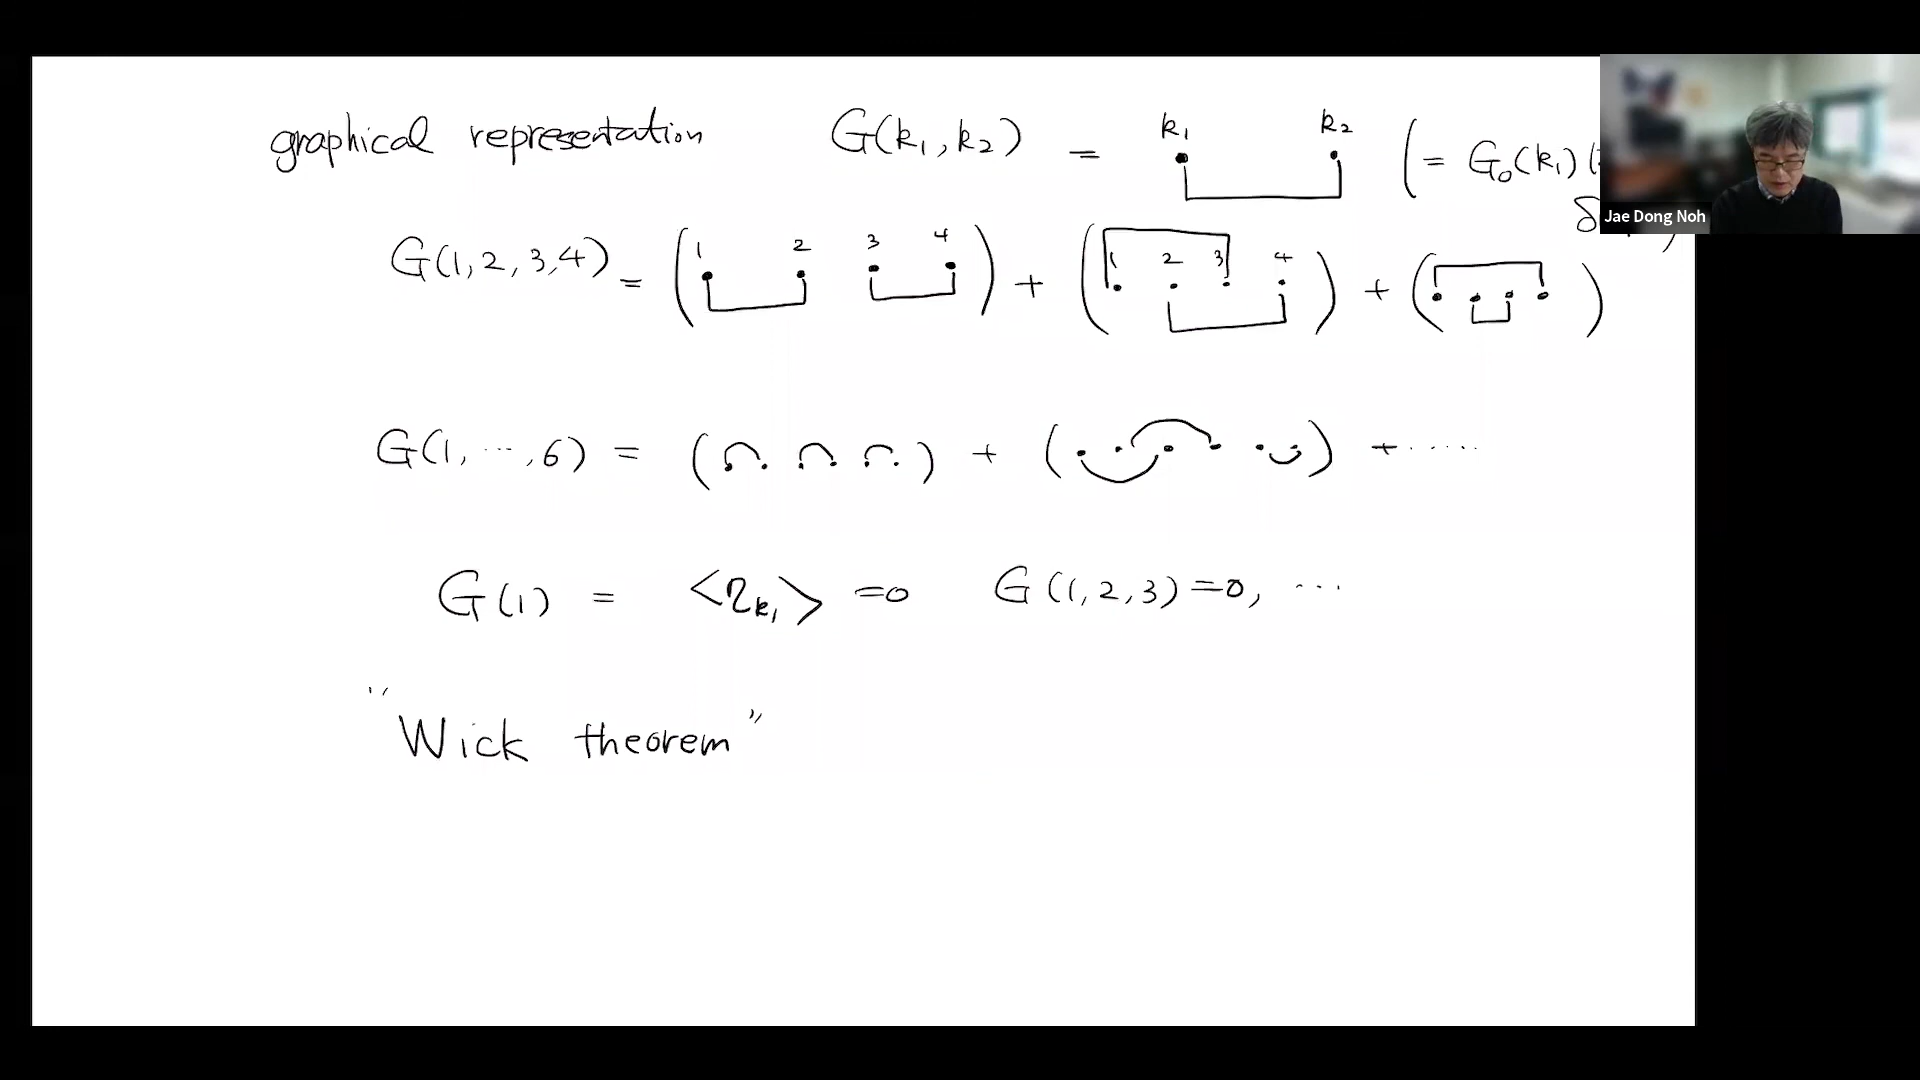 graphical representation G(k₁, k₂) = k₁ k₂ ( = G₀(k₁) (
δ
Jae Dong Noh
G(1, 2, 3, 4) = ( 1 2 3 4 ) + ( 1 2 3 4 ) + ( )
G(1, ⋯, 6) = ( ) + ( ) + ......
G(1) = <η_k₁> = 0 G(1, 2, 3) = 0, ...
"Wick theorem"